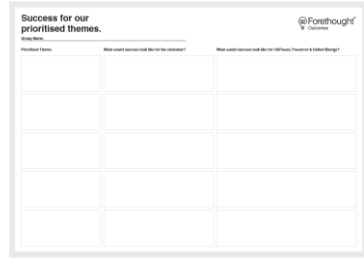 Success for our
prioritised themes.
Forethought
Outcomes
Group Name:
Prioritised Theme:
What would success look like for the customer?
What would success look like for CitiPower, Powercor & United Energy?